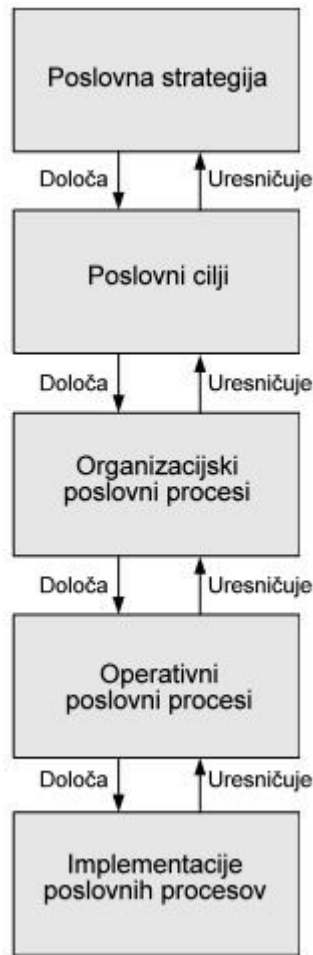 Poslovna strategija
Določa
Uresničuje
Poslovni cilji
Določa
Uresničuje
Organizacijski
poslovni procesi
Določa
Uresničuje
Operativni
poslovni procesi
Določa
Uresničuje
Implementacije
poslovnih procesov